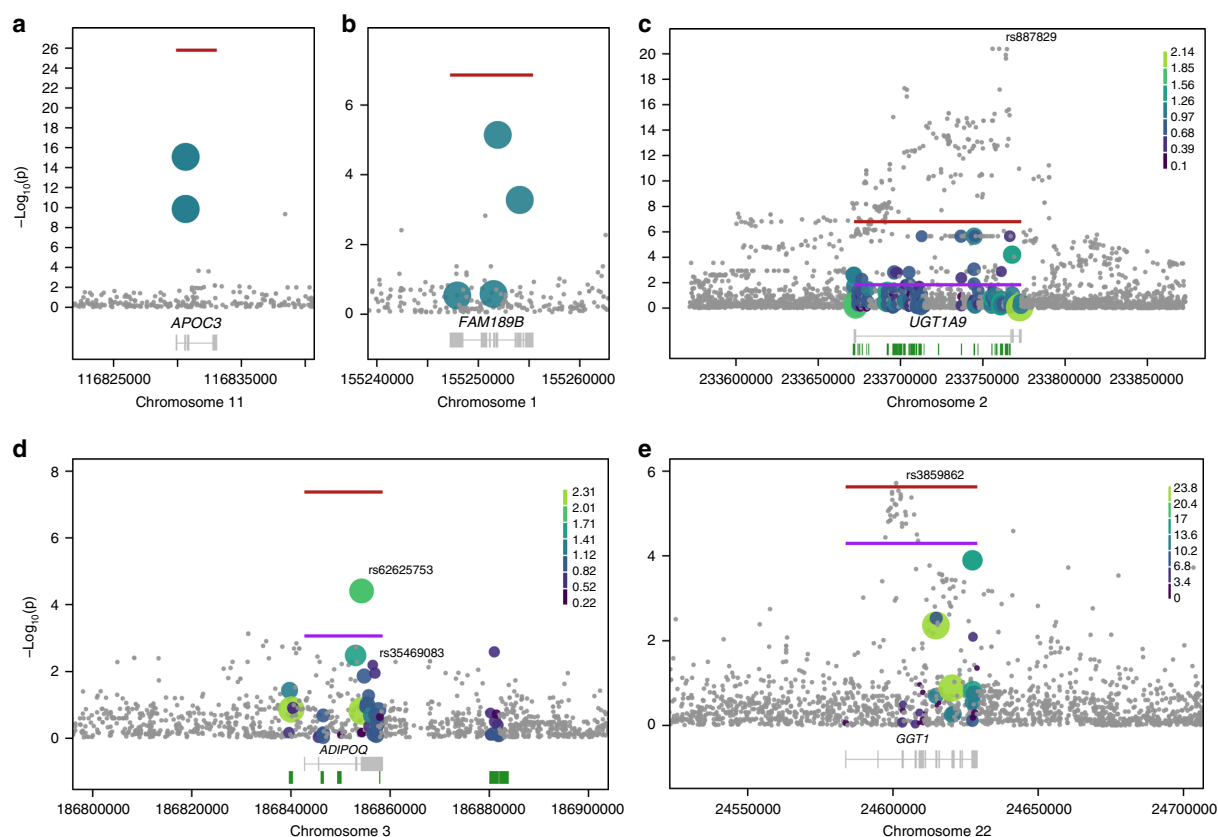 a
26
24
22
20
18
16
14
12
10
8
6
4
2
0
−Log10(p)
APOC3
116825000 116835000
Chromosome 11
b
6
4
2
0
FAM189B
155240000 155250000 155260000
Chromosome 1
c
rs887829
20
18
16
14
12
10
8
6
4
2
0
2.14
1.85
1.56
1.26
0.97
0.68
0.39
0.1
UGT1A9
233600000 233650000 233700000 233750000 233800000 233850000
Chromosome 2
d
8
6
4
2
0
−Log10(p)
rs62625753
rs35469083
2.31
2.01
1.71
1.41
1.12
0.82
0.52
0.22
ADIPOQ
186800000 186820000 186840000 186860000 186880000 186900000
Chromosome 3
e
6
4
2
0
rs3859862
23.8
20.4
17
13.6
10.2
6.8
3.4
0
GGT1
24550000 24600000 24650000 24700000
Chromosome 22